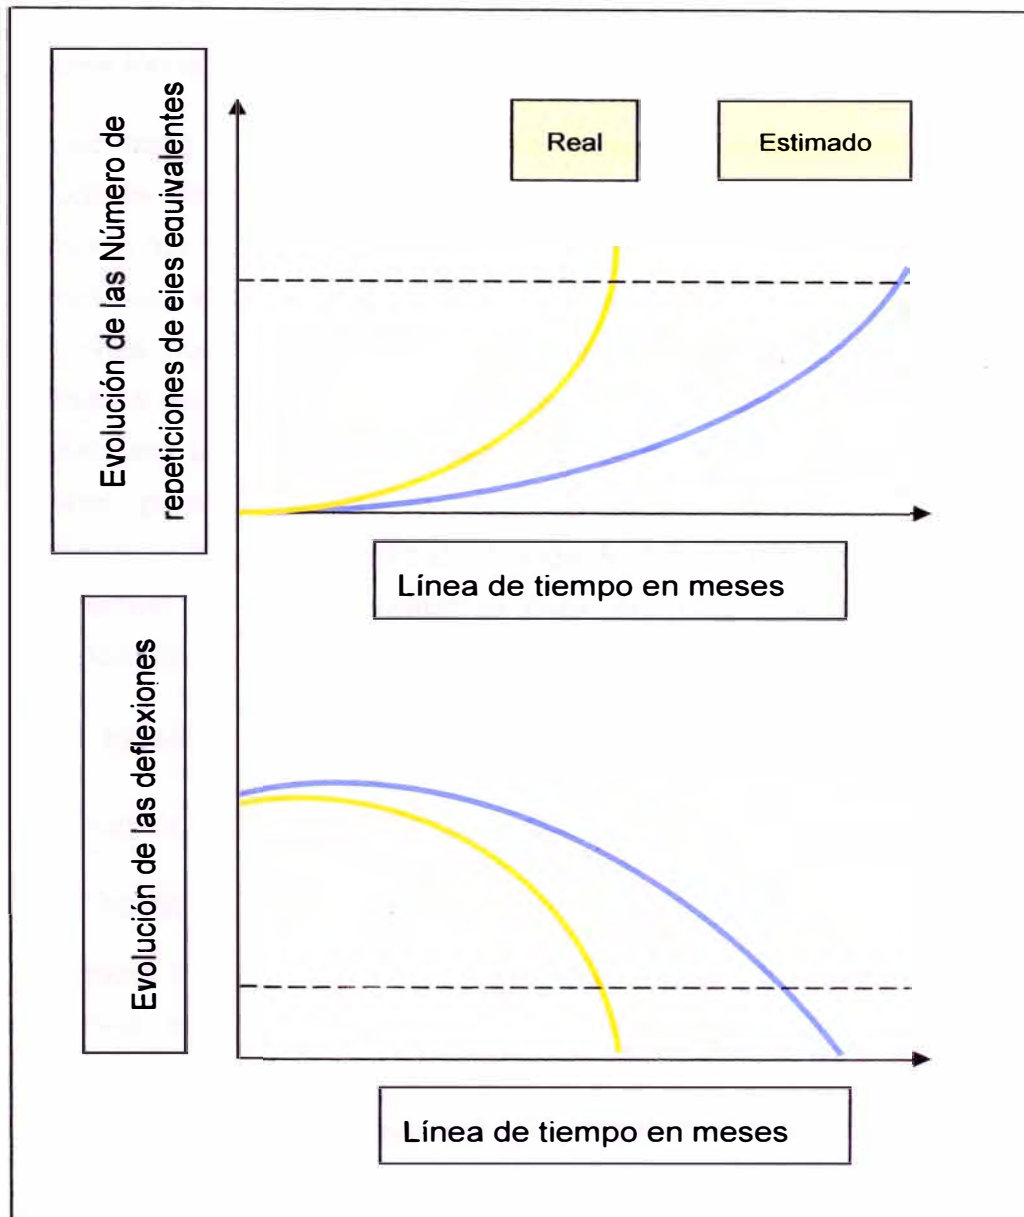 Evolución de las Número de
repeticiones de ejes equivalentes
Real
Estimado
Línea de tiempo en meses
Evolución de las deflexiones
Línea de tiempo en meses